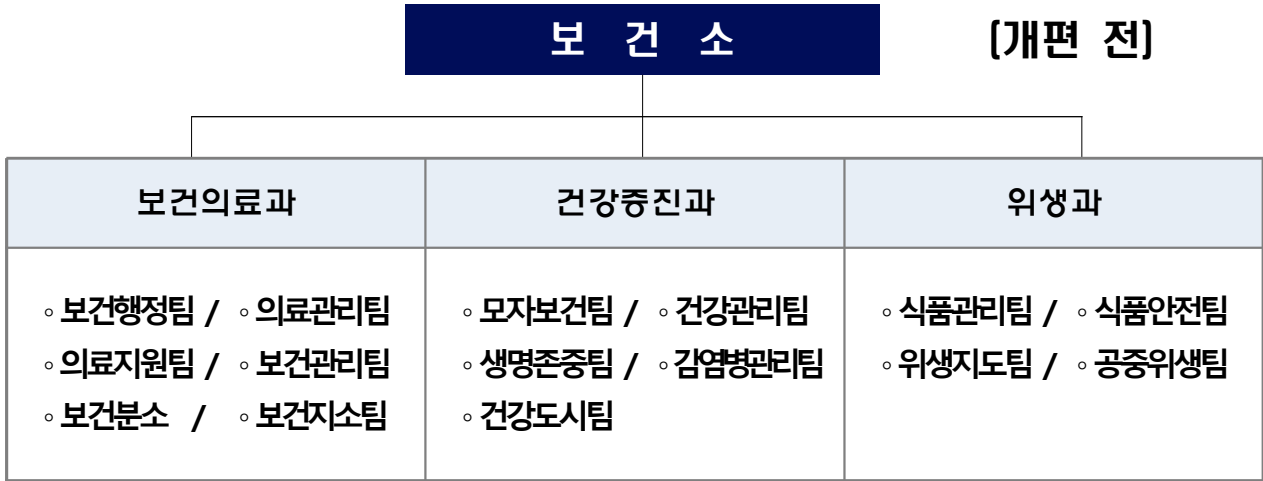 보 건 소
[개편 전]
보건의료과
건강증진과
위생과
◦ 보건행정팀 / ◦ 의료관리팀
◦ 의료지원팀 / ◦ 보건관리팀
◦ 보건분소 / ◦ 보건지소팀
◦ 모자보건팀 / ◦ 건강관리팀
◦ 생명존중팀 / ◦ 감염병관리팀
◦ 건강도시팀
◦ 식품관리팀 / ◦ 식품안전팀
◦ 위생지도팀 / ◦ 공중위생팀